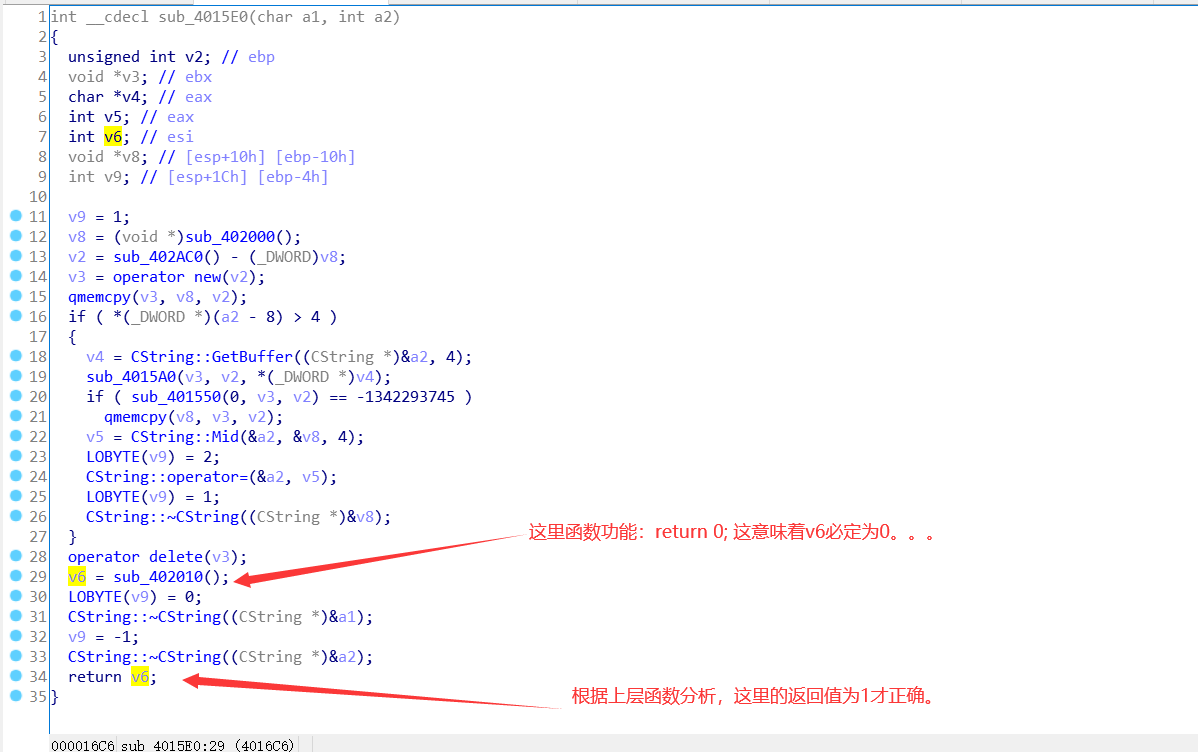 1 int __cdecl sub_4015E0(char a1, int a2)
2 {
3 unsigned int v2; // ebp
4 void *v3; // ebx
5 char *v4; // eax
6 int v5; // eax
7 int v6; // esi
8 void *v8; // [esp+10h] [ebp-10h]
9 int v9; // [esp+1Ch] [ebp-4h]
10
11 v9 = 1;
12 v8 = (void *)sub_402000();
13 v2 = sub_402AC0() - (_DWORD)v8;
14 v3 = operator new(v2);
15 qmemcpy(v3, v8, v2);
16 if ( *(_DWORD *)(a2 - 8) > 4 )
17 {
18 v4 = CString::GetBuffer((CString *)&a2, 4);
19 sub_4015A0(v3, v2, *(_DWORD *)v4);
20 if ( sub_401550(0, v3, v2) == -1342293745 )
21 qmemcpy(v8, v3, v2);
22 v5 = CString::Mid(&a2, &v8, 4);
23 LOBYTE(v9) = 2;
24 CString::operator=(&a2, v5);
25 LOBYTE(v9) = 1;
26 CString::~CString((CString *)&v8);
这里函数功能：return 0; 这意味着v6必定为0。。。
27 }
28 operator delete(v3);
29 v6 = sub_402010();
30 LOBYTE(v9) = 0;
31 CString::~CString((CString *)&a1);
32 v9 = -1;
33 CString::~CString((CString *)&a2);
34 return v6;
根据上层函数分析，这里的返回值为1才正确。
35 }
000016C6 sub_4015E0:29 (4016C6)